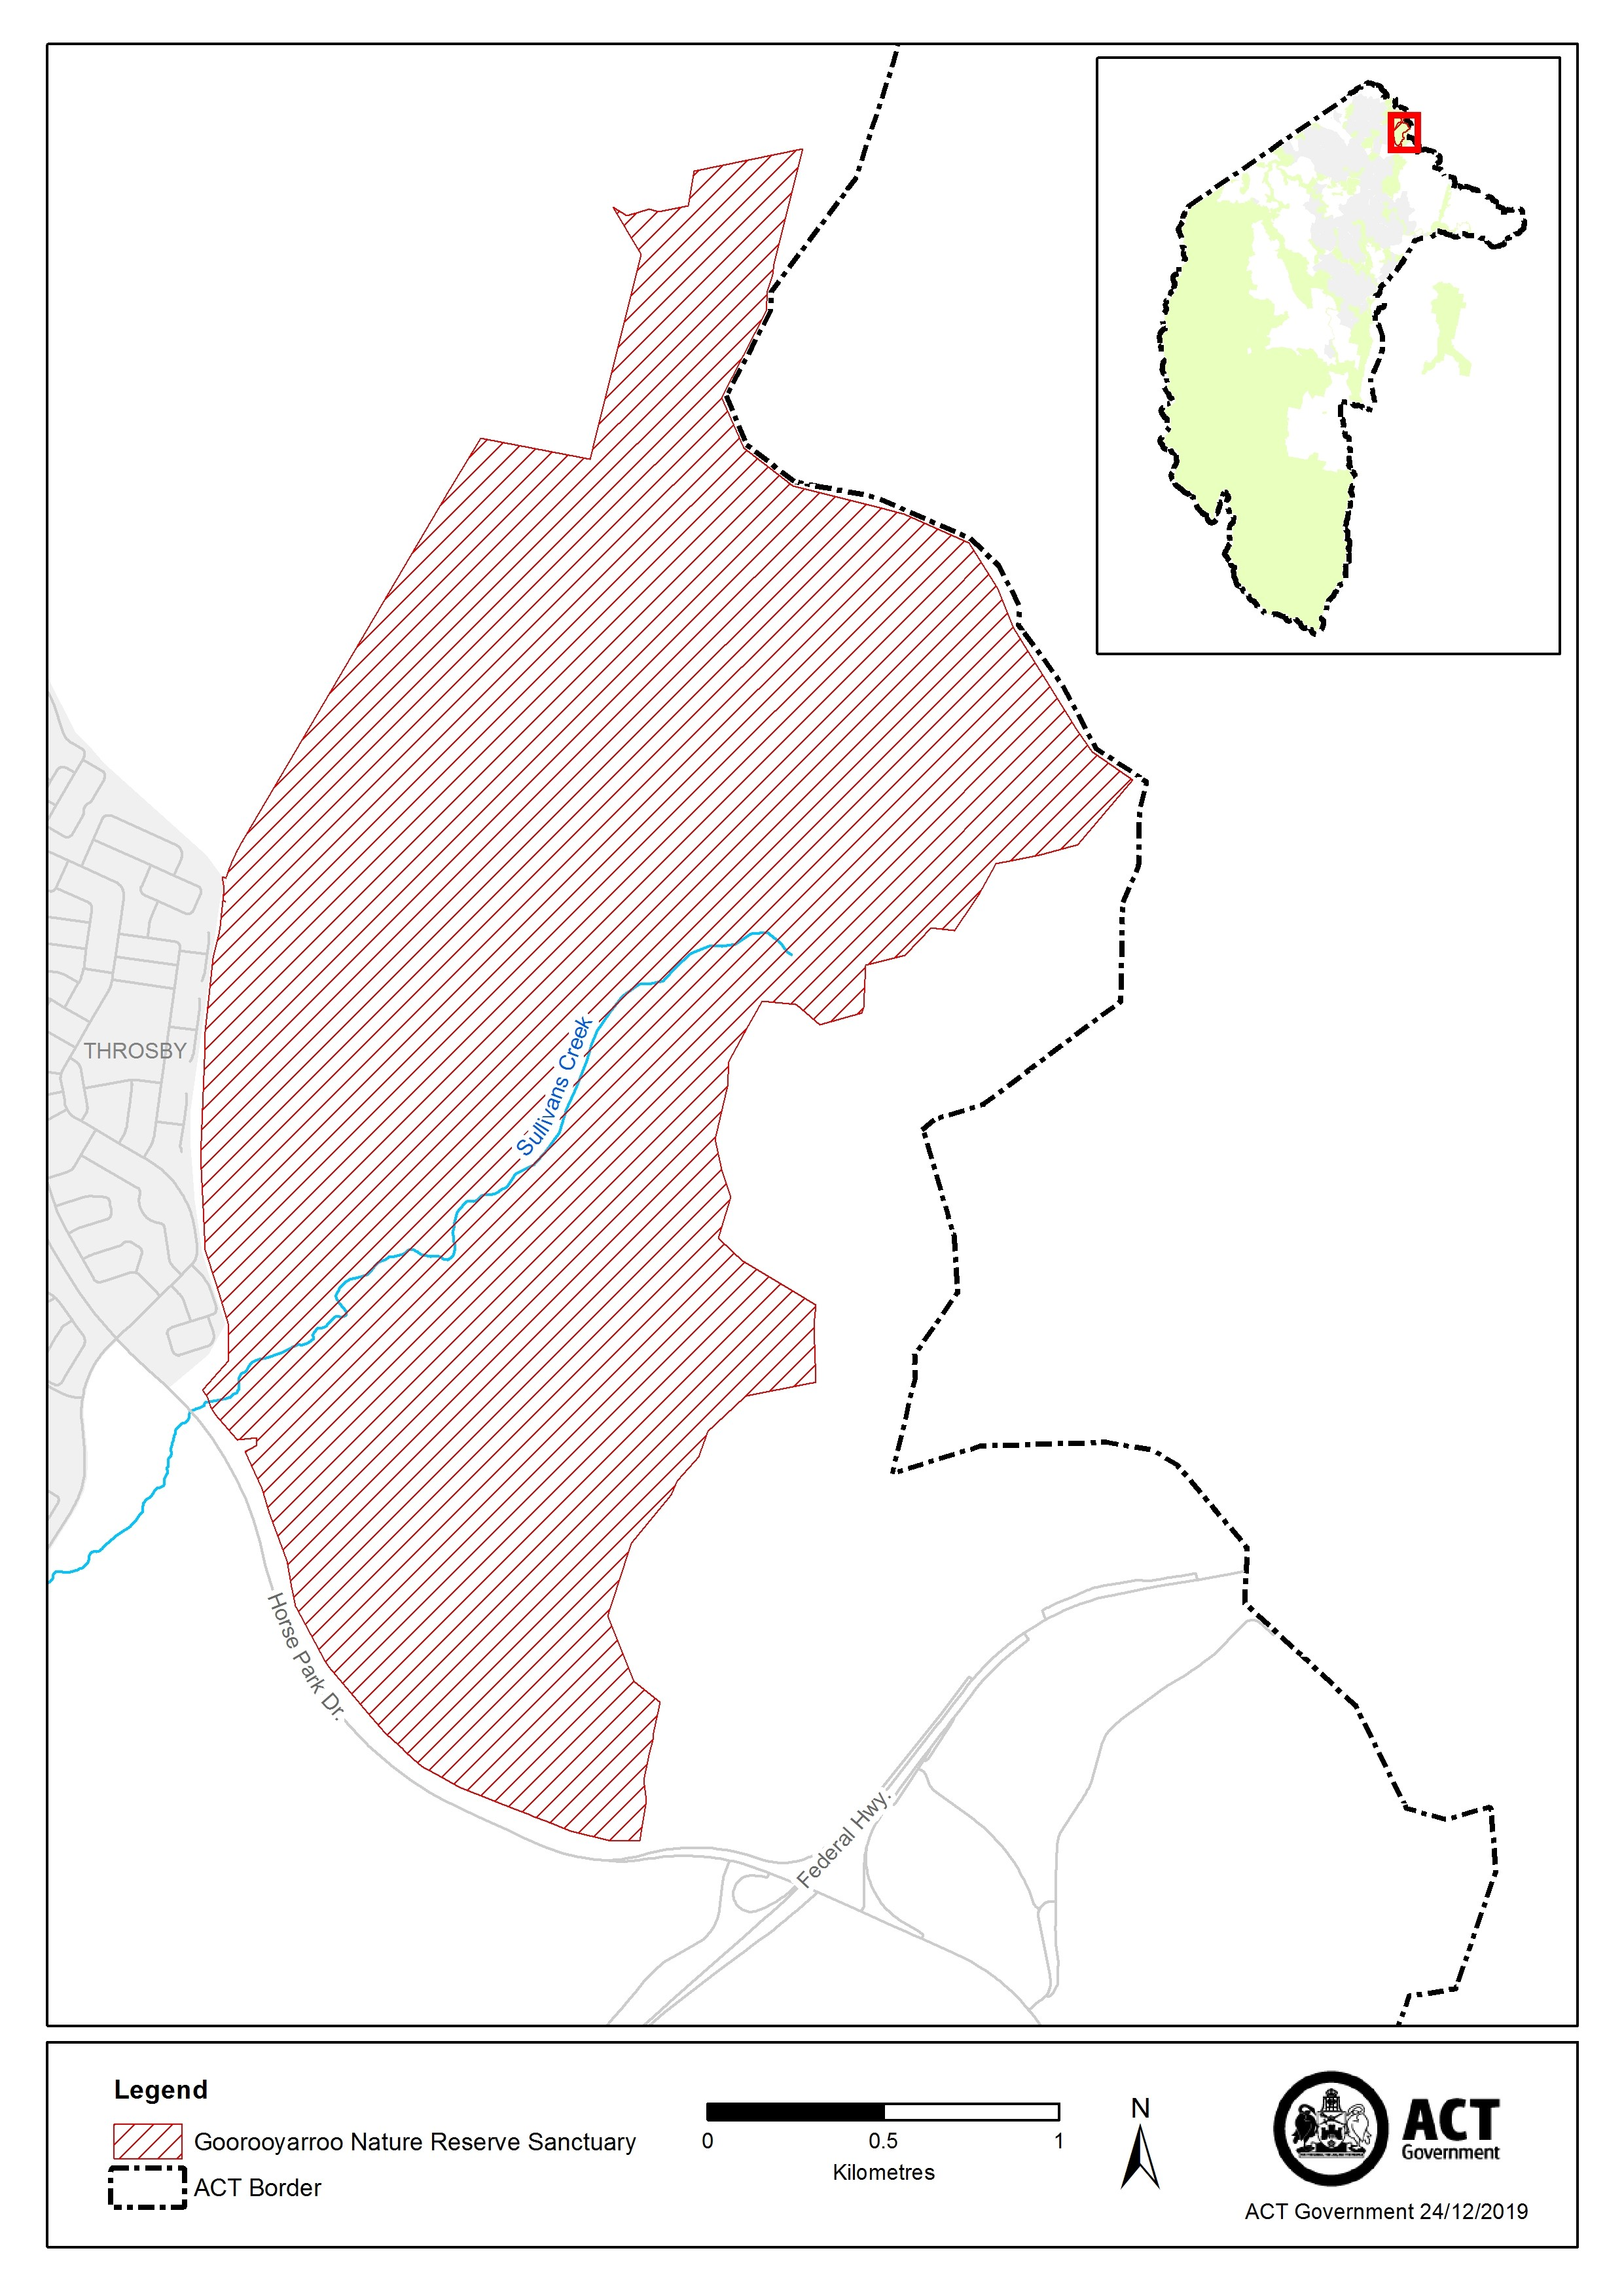 THROSBY
Sullivans Creek
Horse Park Dr.
Federal Hwy.
Legend
Goorooyarroo Nature Reserve Sanctuary
ACT Border
0 0.5 1
Kilometres
N
ACT
Government
ACT Government 24/12/2019